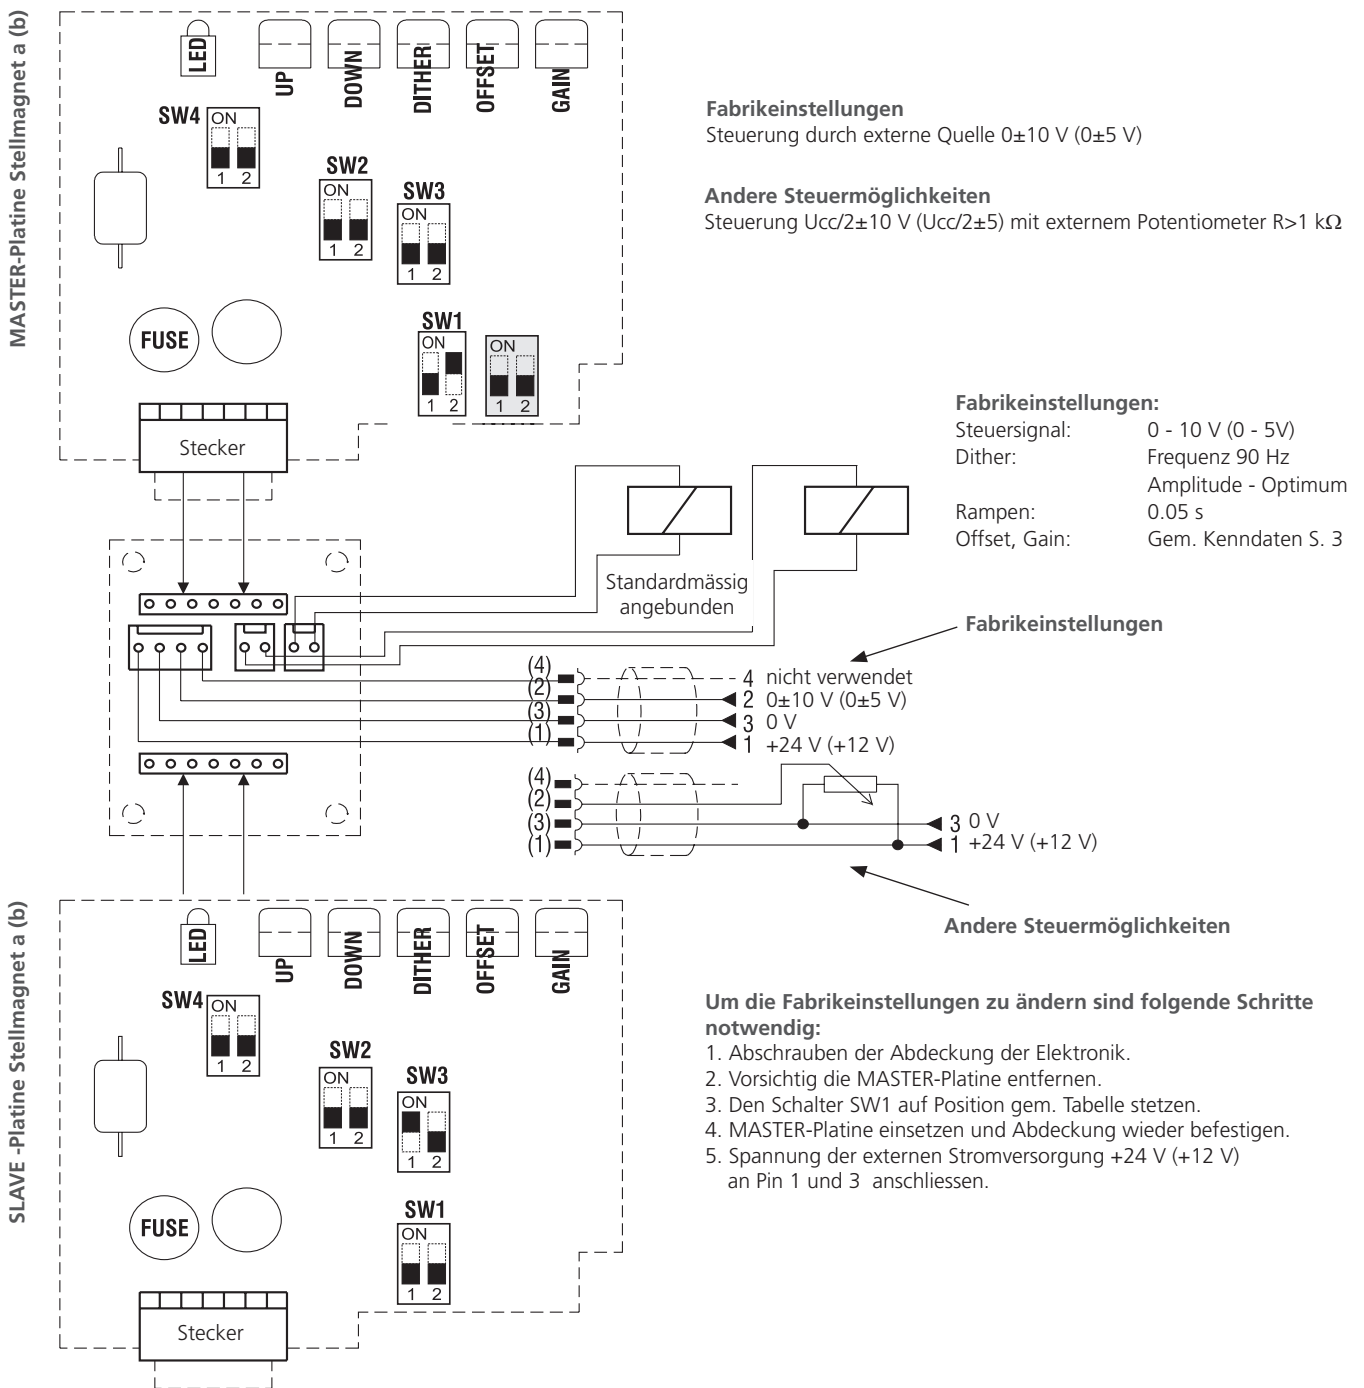 MASTER-Platine Stellmagnet a (b)
LED
UP
DOWN
DITHER
OFFSET
GAIN
SW4
ON
1 2
SW2
ON
1 2
SW3
ON
1 2
SW1
ON
1 2
ON
1 2
FUSE
Stecker
Fabrikeinstellungen
Steuerung durch externe Quelle 0±10 V (0±5 V)
Andere Steuermöglichkeiten
Steuerung Ucc/2±10 V (Ucc/2±5) mit externem Potentiometer R>1 kΩ
Fabrikeinstellungen:
Steuersignal: 0 - 10 V (0 - 5V)
Dither: Frequenz 90 Hz
Amplitude - Optimum
Rampen: 0.05 s
Offset, Gain: Gem. Kenndaten S. 3
Standardmässig
angebunden
Fabrikeinstellungen
(4) 4 nicht verwendet
(2) 2 0±10 V (0±5 V)
(3) 3 0 V
(1) 1 +24 V (+12 V)
(4)
(2)
(3) 3 0 V
(1) 1 +24 V (+12 V)
Andere Steuermöglichkeiten
SLAVE -Platine Stellmagnet a (b)
LED
UP
DOWN
DITHER
OFFSET
GAIN
SW4
ON
1 2
SW2
ON
1 2
SW3
ON
1 2
SW1
ON
1 2
FUSE
Stecker
Um die Fabrikeinstellungen zu ändern sind folgende Schritte
notwendig:
1. Abschrauben der Abdeckung der Elektronik.
2. Vorsichtig die MASTER-Platine entfernen.
3. Den Schalter SW1 auf Position gem. Tabelle stetzen.
4. MASTER-Platine einsetzen und Abdeckung wieder befestigen.
5. Spannung der externen Stromversorgung +24 V (+12 V)
an Pin 1 und 3 anschliessen.